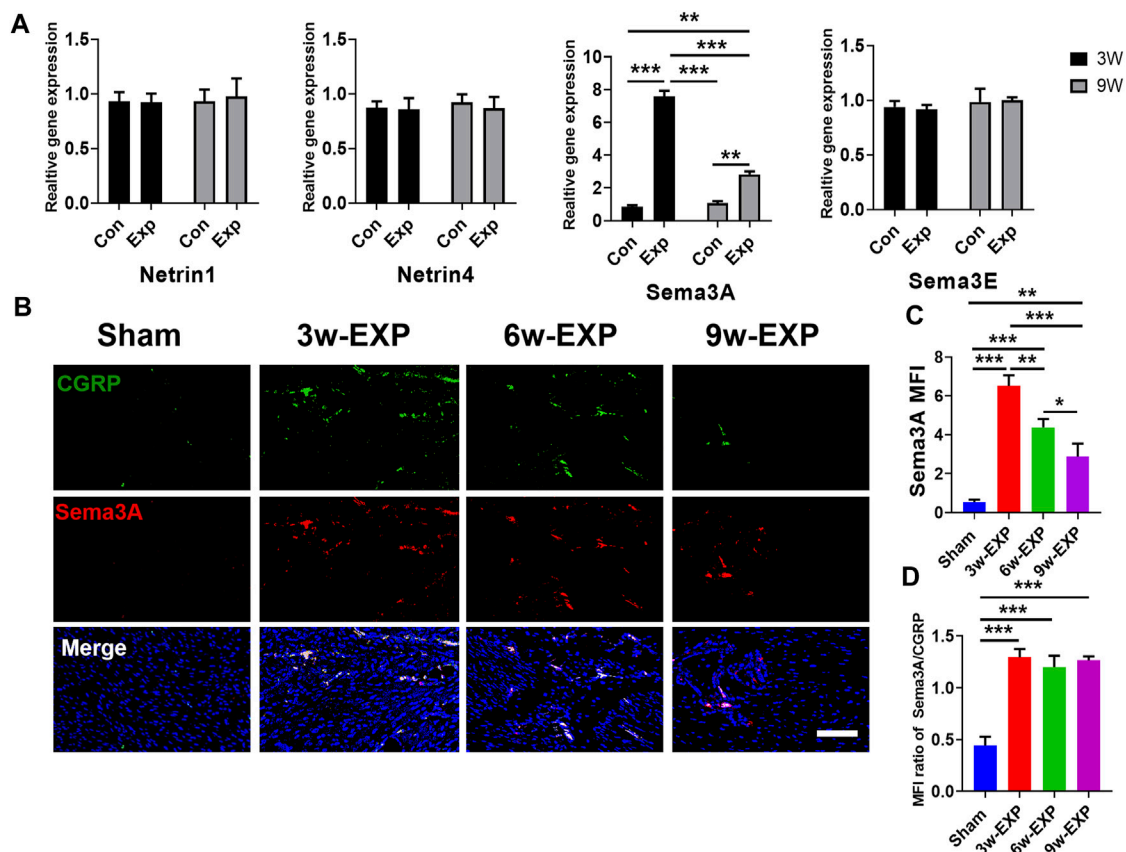 A
Realtive gene expression
1.5
1.0
0.5
0.0
Con
Exp
Con
Exp
Netrin1
Realtive gene expression
1.5
1.0
0.5
0.0
Con
Exp
Con
Exp
Netrin4
Realtive gene expression
10
8
6
4
2
0
**
***
*** ***
**
Con
Exp
Con
Exp
Sema3A
Realtive gene expression
1.5
1.0
0.5
0.0
Con
Exp
Con
Exp
Sema3E
3W
9W
B
Sham 3w-EXP 6w-EXP 9w-EXP
CGRP
Sema3A
Merge
C
Sema3A MFI
8
6
4
2
0
**
***
***
*** **
*
Sham
3w-EXP
6w-EXP
9w-EXP
D
MFI ratio of Sema3A/CGRP
1.5
1.0
0.5
0.0
***
***
***
Sham
3w-EXP
6w-EXP
9w-EXP